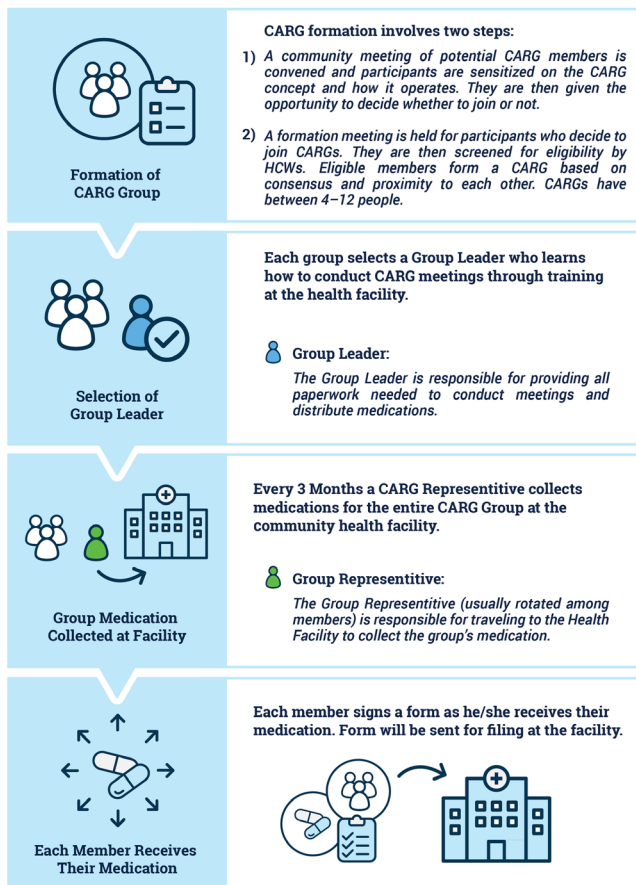 Formation of
CARG Group
CARG formation involves two steps:
1) A community meeting of potential CARG members is
convened and participants are sensitized on the CARG
concept and how it operates. They are then given the
opportunity to decide whether to join or not.
2) A formation meeting is held for participants who decide to
join CARGs. They are then screened for eligibility by
HCWs. Eligible members form a CARG based on
consensus and proximity to each other. CARGs have
between 4–12 people.
Selection of
Group Leader
Each group selects a Group Leader who learns
how to conduct CARG meetings through training
at the health facility.
Group Leader:
The Group Leader is responsible for providing all
paperwork needed to conduct meetings and
distribute medications.
Group Medication
Collected at Facility
Every 3 Months a CARG Representitive collects
medications for the entire CARG Group at the
community health facility.
Group Representitive:
The Group Representitive (usually rotated among
members) is responsible for traveling to the Health
Facility to collect the group's medication.
Each Member Receives
Their Medication
Each member signs a form as he/she receives their
medication. Form will be sent for filing at the facility.